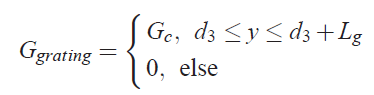 G_grating = { G_c, d_3 ≤ y ≤ d_3 + L_g
0, else